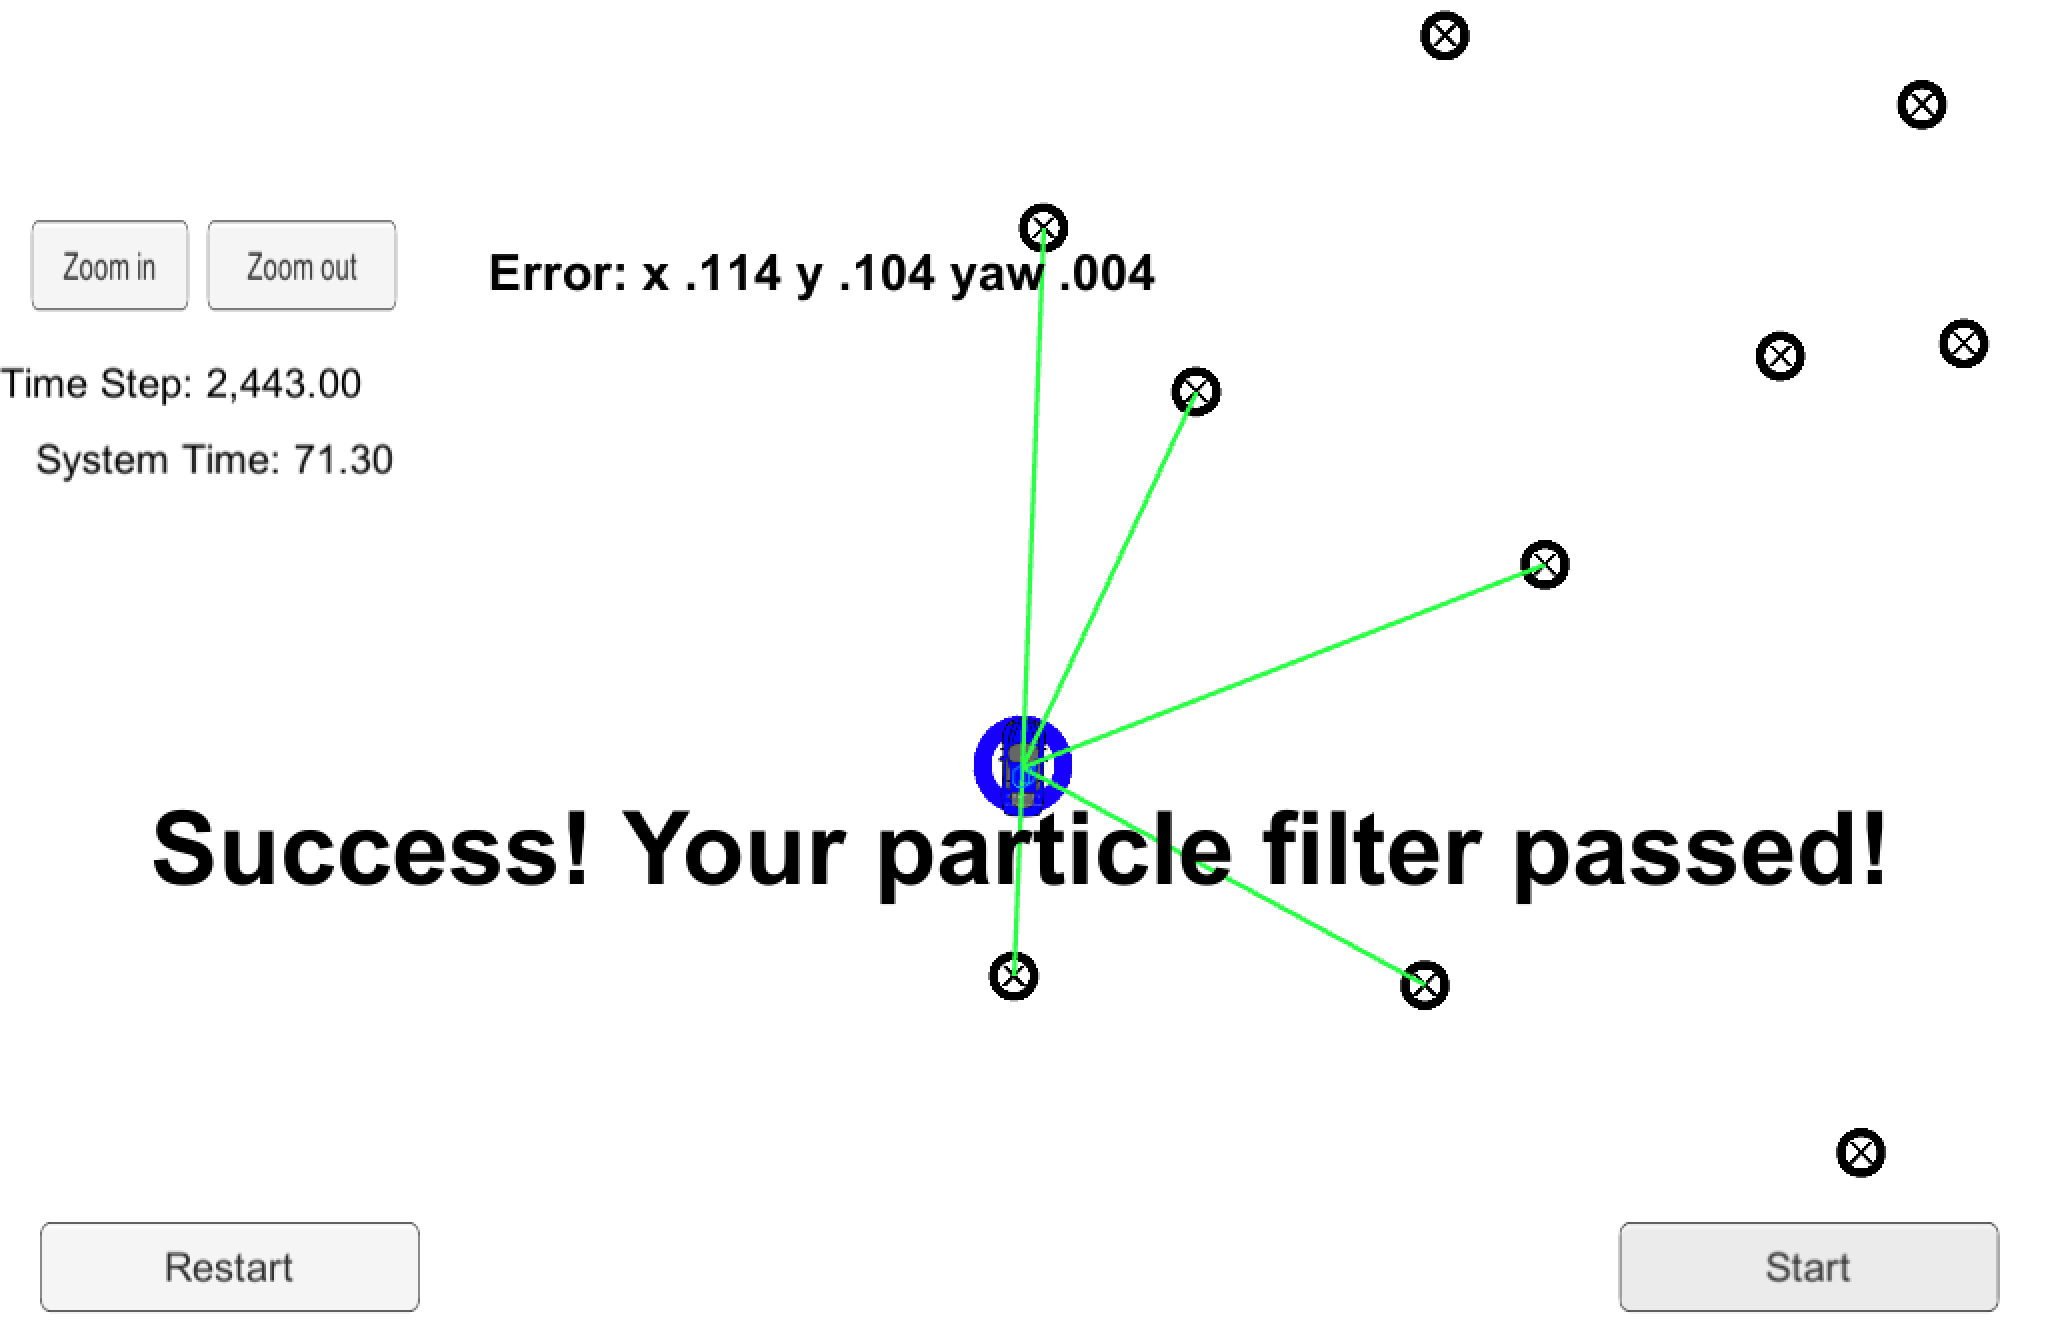 Zoom in
Zoom out
Error: x .114 y .104 yaw .004
Time Step: 2,443.00
System Time: 71.30
Success! Your particle filter passed!
Restart
Start